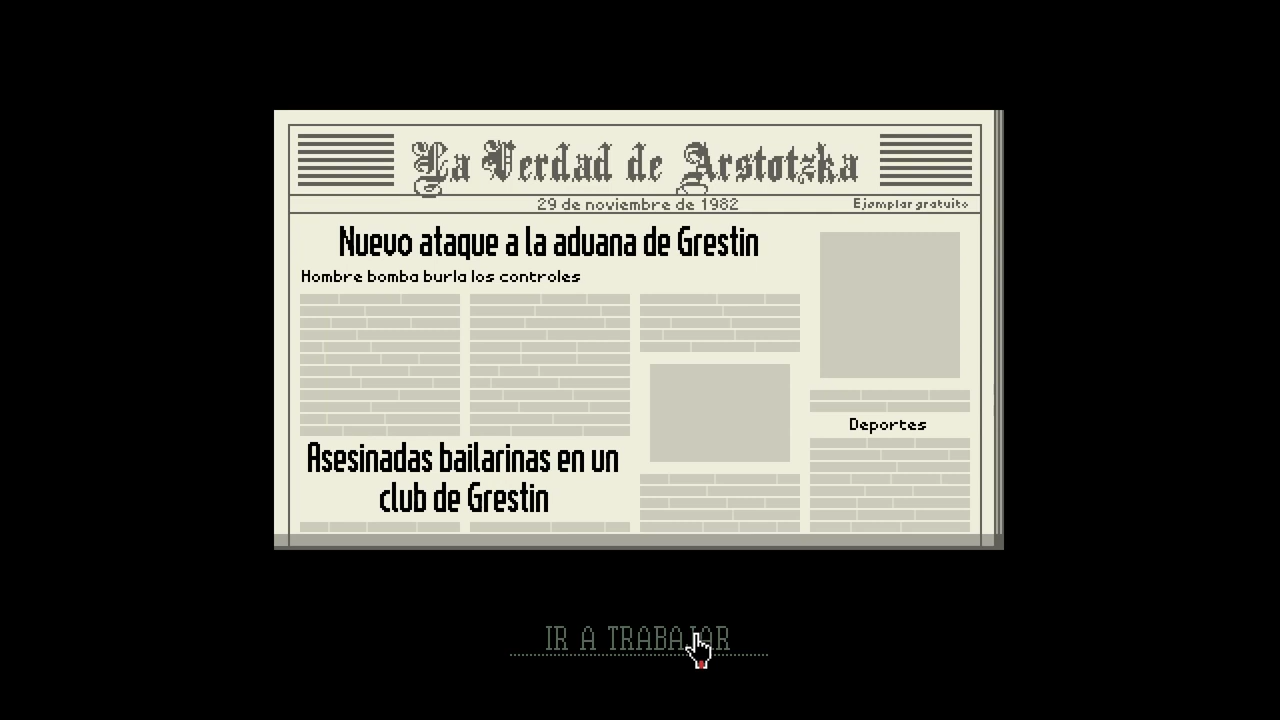 La Verdad de Arstotzka
29 de noviembre de 1982
Ejemplar gratuito
Nuevo ataque a la aduana de Grestin
Hombre bomba burla los controles
Asesinadas bailarinas en un
club de Grestin
Deportes
IR A TRABAJAR